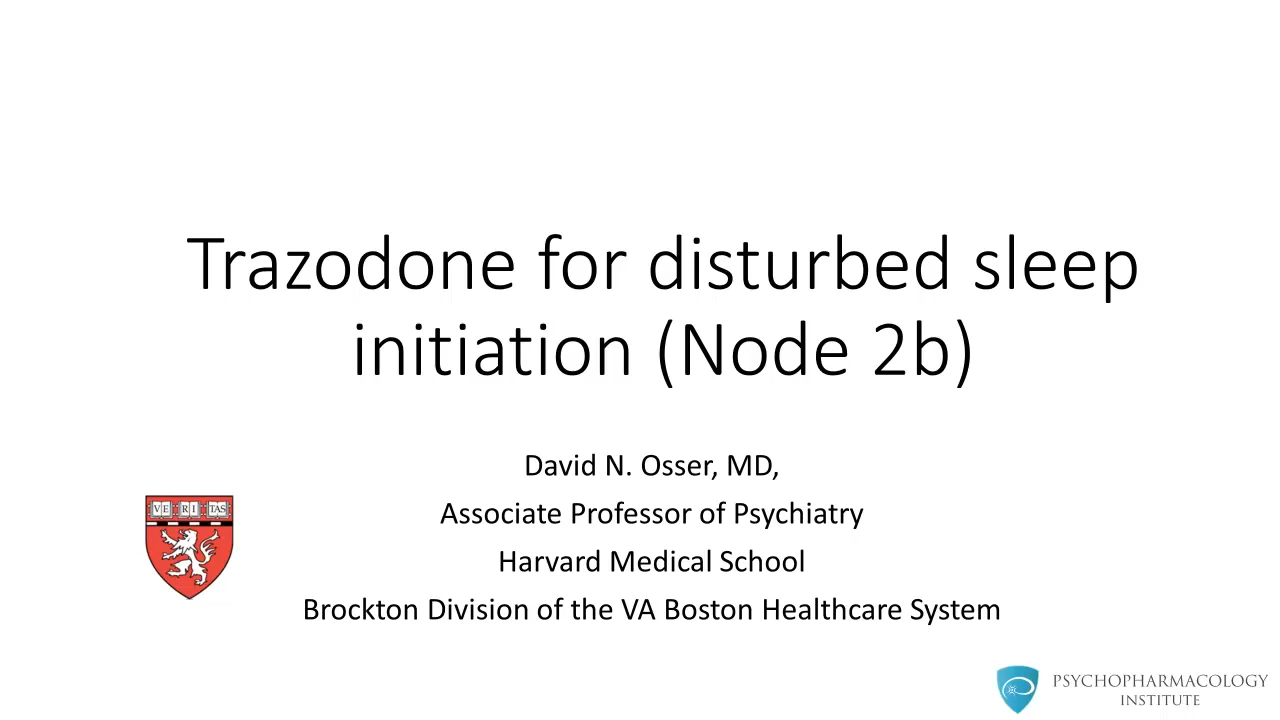 Trazodone for disturbed sleep
initiation (Node 2b)
David N. Osser, MD,
Associate Professor of Psychiatry
Harvard Medical School
Brockton Division of the VA Boston Healthcare System
VE RI TAS
PSYCHOPHARMACOLOGY
INSTITUTE